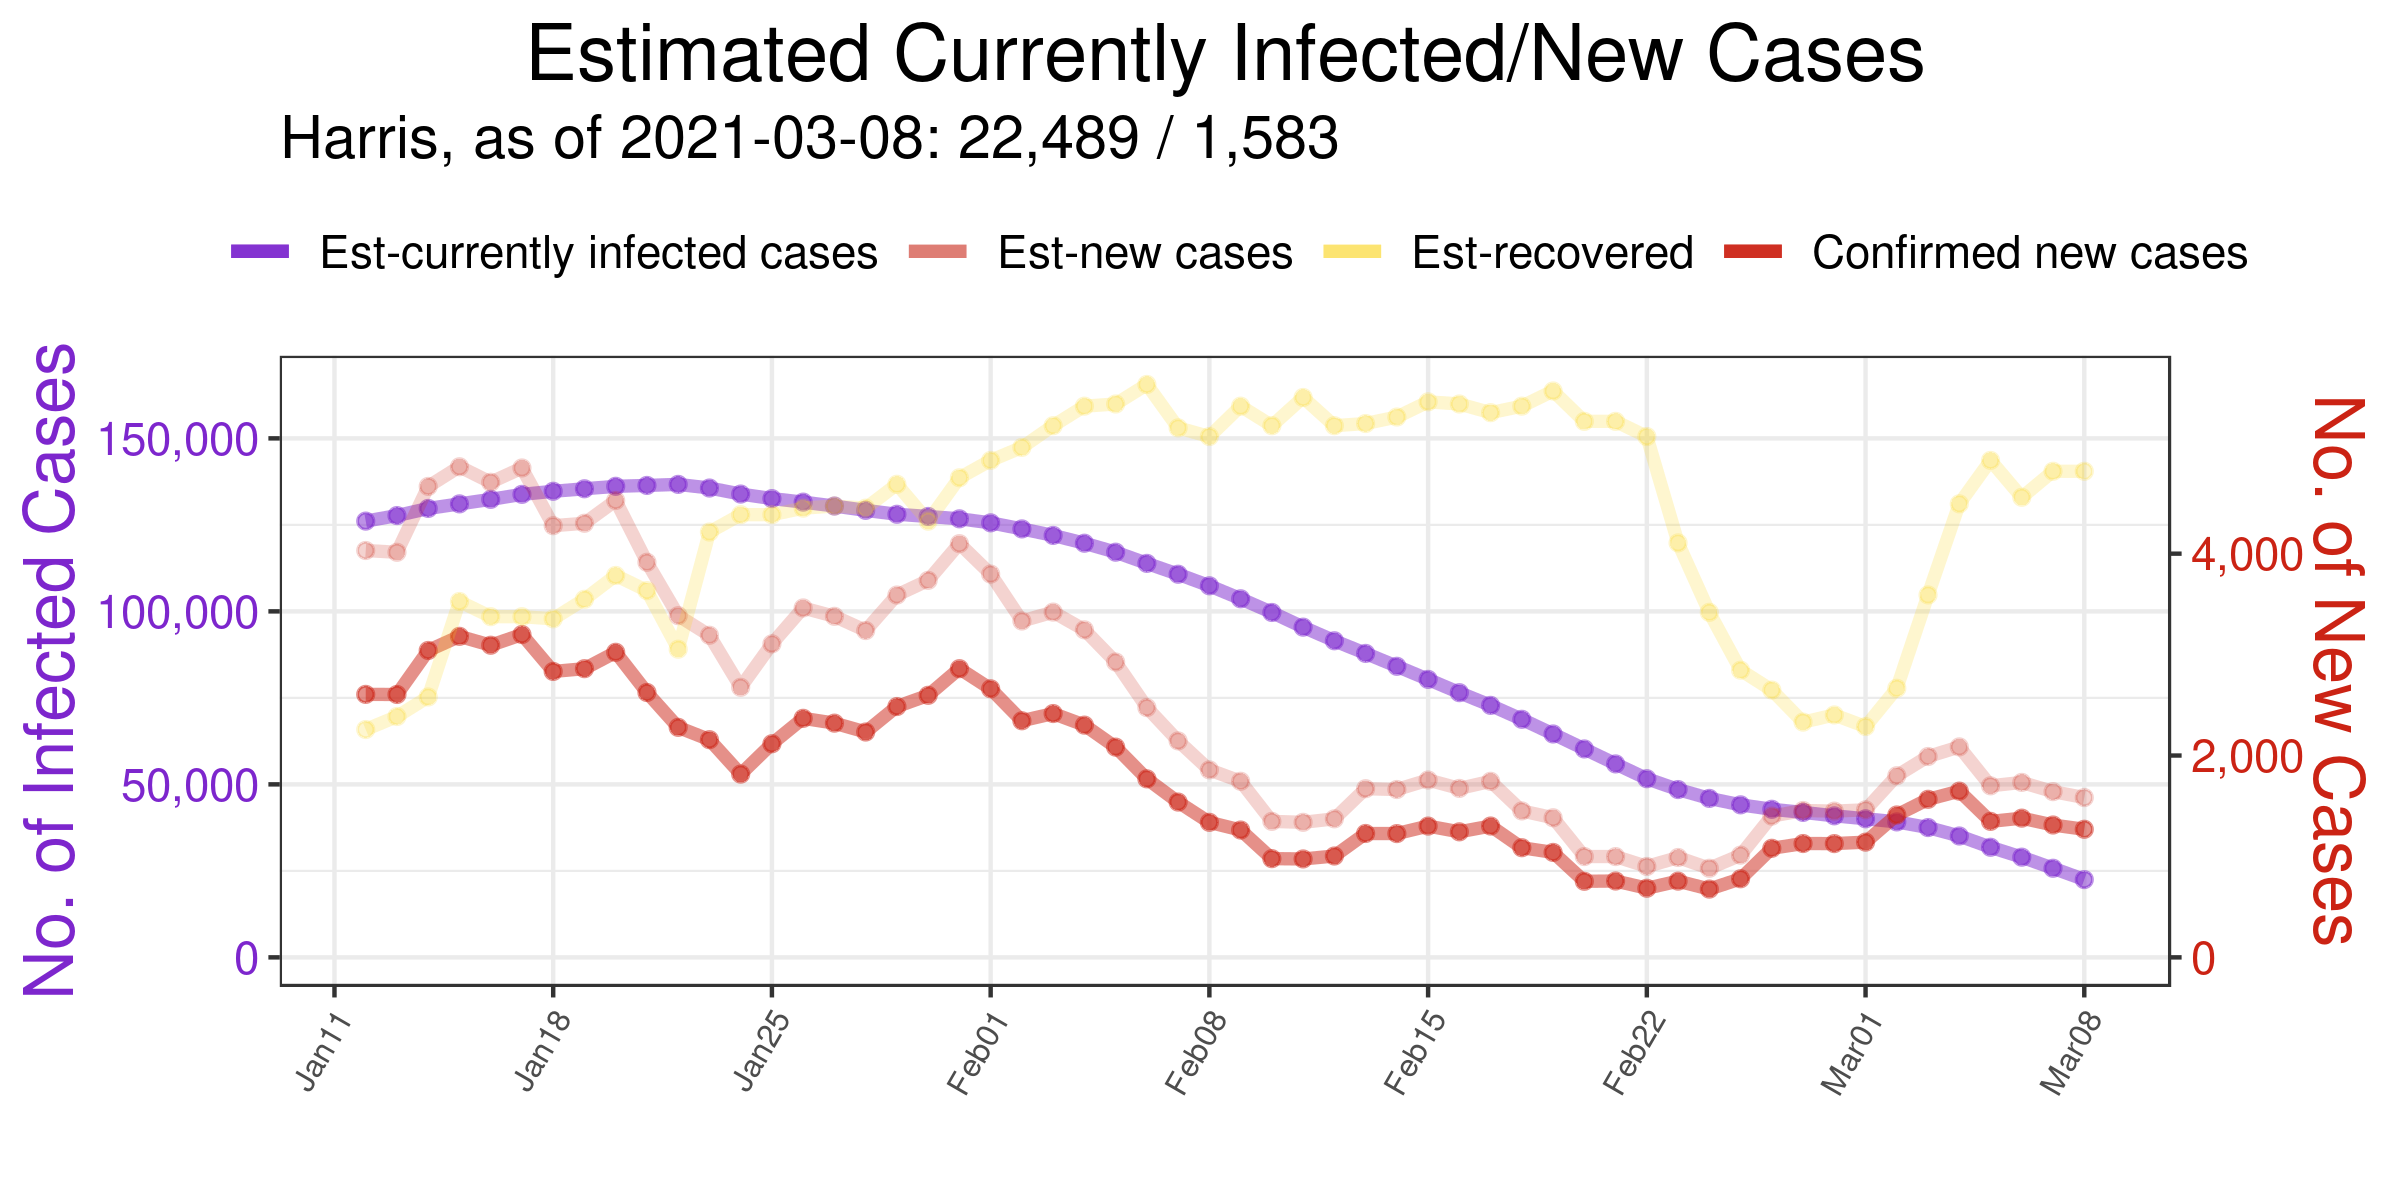 Estimated Currently Infected/New Cases
Harris, as of 2021-03-08: 22,489 / 1,583
Est-currently infected cases Est-new cases Est-recovered Confirmed new cases
No. of Infected Cases
150,000
100,000
50,000
0
4,000
2,000
0
No. of New Cases
Jan11 Jan18 Jan25 Feb01 Feb08 Feb15 Feb22 Mar01 Mar08